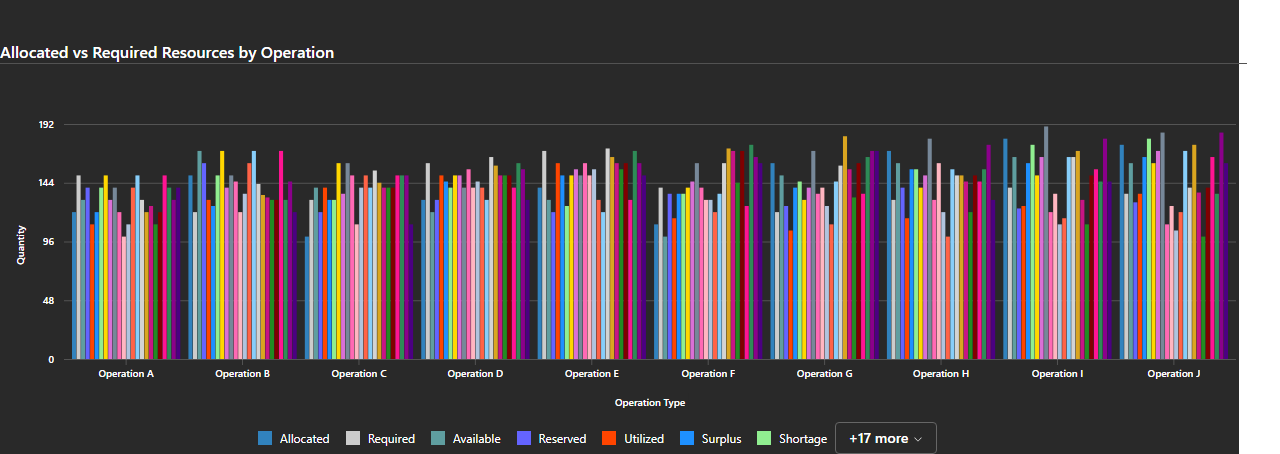 Allocated vs Required Resources by Operation
192
144
96
48
0
Quantity
Operation A Operation B Operation C Operation D Operation E Operation F Operation G Operation H Operation I Operation J
Operation Type
Allocated Required Available Reserved Utilized Surplus Shortage +17 more